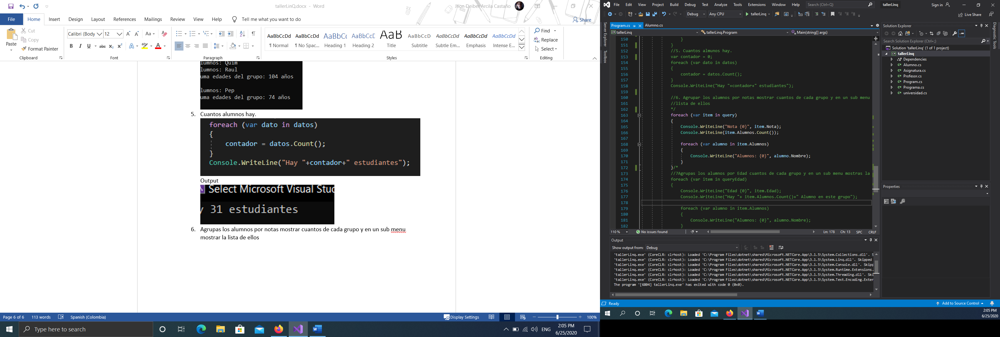 tallerLinQ.docx - Word
Jhon Deiber Arcila Castaño
File Home Insert Design Layout References Mailings Review View Help Tell me what you want to do
Share
Paste
Cut
Copy
Format Painter
Clipboard
Calibri (Body 12
Font
Paragraph
AaBbCcDd AaBbCcDd AaBbCc AaBbCcE AaB AaBbCcD AaBbCcDd AaBbCcDd AaBbCcDd
¶ Normal ¶ No Spac... Heading 1 Heading 2 Title Subtitle Subtle Em... Emphasis Intense E...
Styles
Find
Replace
Select
Editing
lumnos: Quim
lumnos: Raul
uma edades del grupo: 104 años
lumnos: Pep
uma edades del grupo: 74 años
5. Cuantos alumnos hay.
foreach (var dato in datos)
{
contador = datos.Count();
}
Console.WriteLine("Hay "+contador+" estudiantes");
Output
Select Microsoft Visual Stud
y 31 estudiantes
6. Agrupas los alumnos por notas mostrar cuantos de cada grupo y en un sub menu
mostrar la lista de ellos
Page 6 of 6 113 words Spanish (Colombia)
Display Settings
100%
Type here to search
ENG
2:05 PM
6/25/2020
File Edit View Project Build Debug Test Analyze Tools Extensions Window Help
Search (Ctrl+Q)
tallerLinq
Sign in
Debug Any CPU tallerLinq
Live Share
Server Explorer
Toolbox
Program.cs Alumno.cs
tallerLinq tallerLinq.Program Main(string[] args)
150 }
151 }
152 //5. Cuantos almunos hay.
153 var contador = 0;
154 foreach (var dato in datos)
155 {
156 contador = datos.Count();
157 }
158 Console.WriteLine("Hay "+contador+" estudiantes");
159
160 //6. Agrupar los alumnos por notas mostrar cuantos de cada grupo y en un sub menu
161 //lista de ellos
162 */
163 foreach (var item in query)
164 {
165 Console.WriteLine("Nota {0}", item.Nota);
166 Console.WriteLine(item.Alumnos.Count());
167
168 foreach (var alumno in item.Alumnos)
169 {
170 Console.WriteLine("Alumnos: {0}", alumno.Nombre);
171 }
172 }/*
173 //7Agrupas los alumnos por Edad cuantos de cada grupo y en un sub menu mostras la
174 foreach (var item in queryEdad)
175 {
176 Console.WriteLine("Edad {0}", item.Edad);
177 Console.WriteLine("Hay "+ item.Alumnos.Count()+" Alumno en este grupo");
178
179 foreach (var alumno in item.Alumnos)
180 {
181 Console.WriteLine("Alumnos: {0}", alumno.Nombre);
182 }
110 % No issues found Ln: 178 Ch: 13 SPC CRLF
Output
Show output from: Debug
'tallerLinq.exe' (CoreCLR: clrhost): Loaded 'C:\Program Files\dotnet\shared\Microsoft.NETCore.App\3.1.5\System.Collections.dll'. S
'tallerLinq.exe' (CoreCLR: clrhost): Loaded 'C:\Program Files\dotnet\shared\Microsoft.NETCore.App\3.1.5\System.Linq.dll'. Skipped
'tallerLinq.exe' (CoreCLR: clrhost): Loaded 'C:\Program Files\dotnet\shared\Microsoft.NETCore.App\3.1.5\System.Console.dll'. Skipp
'tallerLinq.exe' (CoreCLR: clrhost): Loaded 'C:\Program Files\dotnet\shared\Microsoft.NETCore.App\3.1.5\System.Runtime.Extensions.
'tallerLinq.exe' (CoreCLR: clrhost): Loaded 'C:\Program Files\dotnet\shared\Microsoft.NETCore.App\3.1.5\System.Threading.dll'. Ski
'tallerLinq.exe' (CoreCLR: clrhost): Loaded 'C:\Program Files\dotnet\shared\Microsoft.NETCore.App\3.1.5\System.Text.Encoding.Exten
The program '[6804] tallerLinq.exe' has exited with code 0 (0x0).
Solution Explorer
Search Solution Explorer (Ctrl+;)
Solution 'tallerLinq' (1 of 1 project)
tallerLinq
Dependencies
Alumno.cs
Asignatura.cs
Profesor.cs
Program.cs
Programa.cs
universidad.cs
Properties
Diagnostic Tools
Ready
Add to Source Control
2:05 PM
6/25/2020